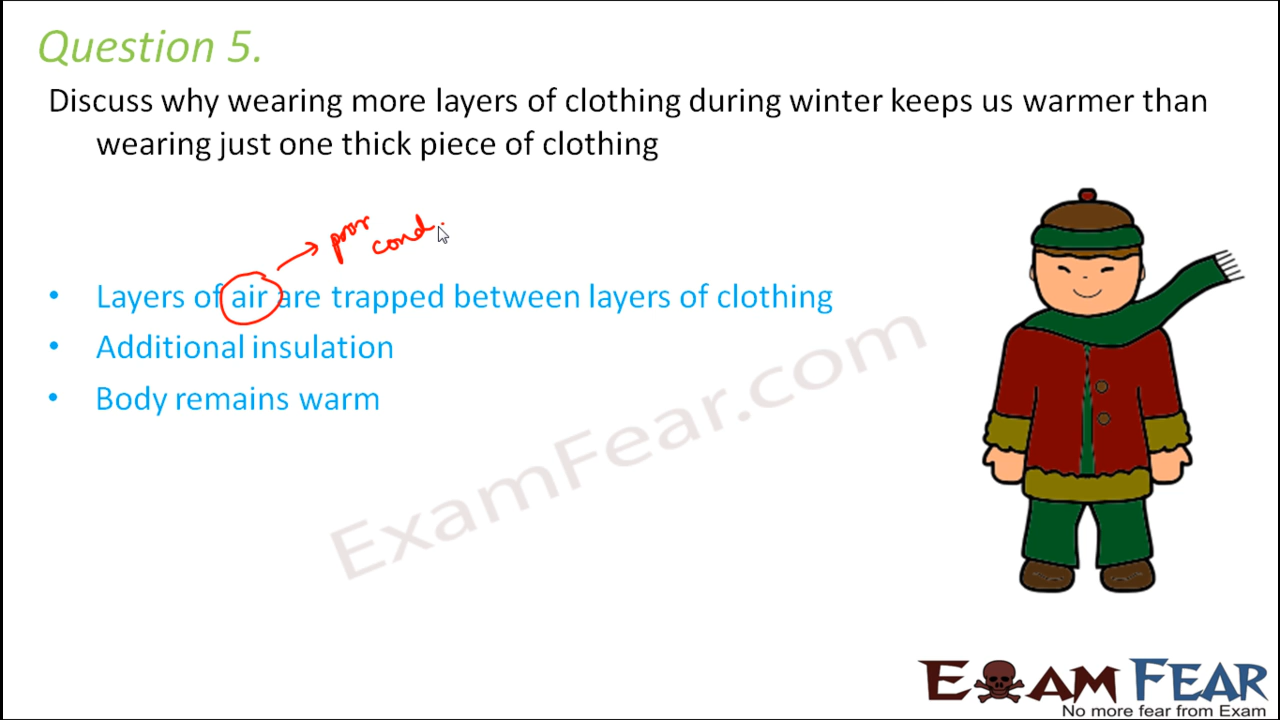 Question 5.
Discuss why wearing more layers of clothing during winter keeps us warmer than
wearing just one thick piece of clothing
poor
cond.
• Layers of air are trapped between layers of clothing
• Additional insulation
• Body remains warm
ExamFear.com
EXAM FEAR
No more fear from Exam